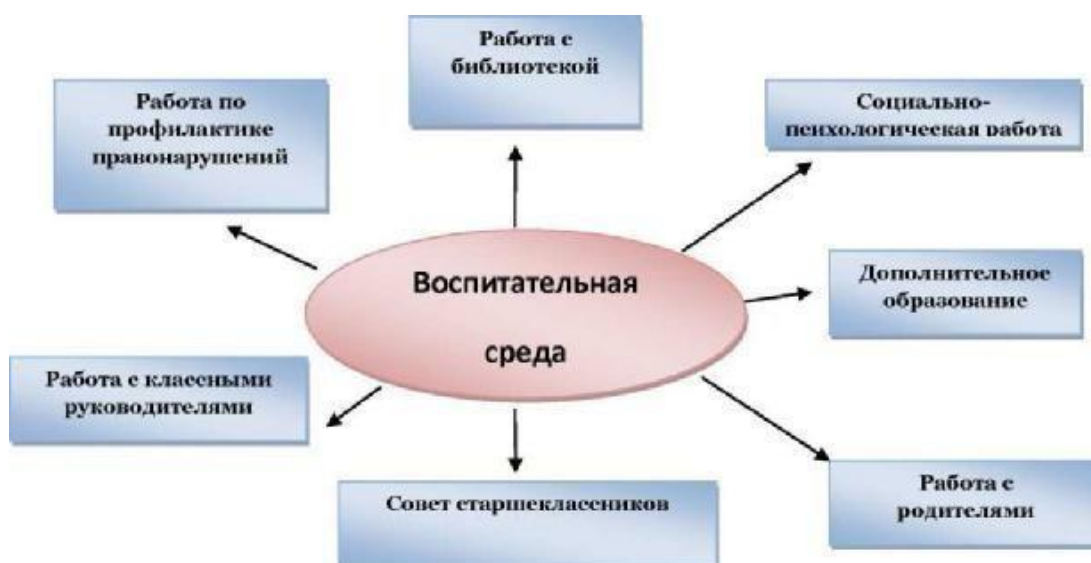 Работа с
библиотекой
Работа по
профилактике
правонарушений
Социально-
психологическая работа
Воспитательная
среда
Дополнительное
образование
Работа с классными
руководителями
Совет старшеклассников
Работа с
родителями